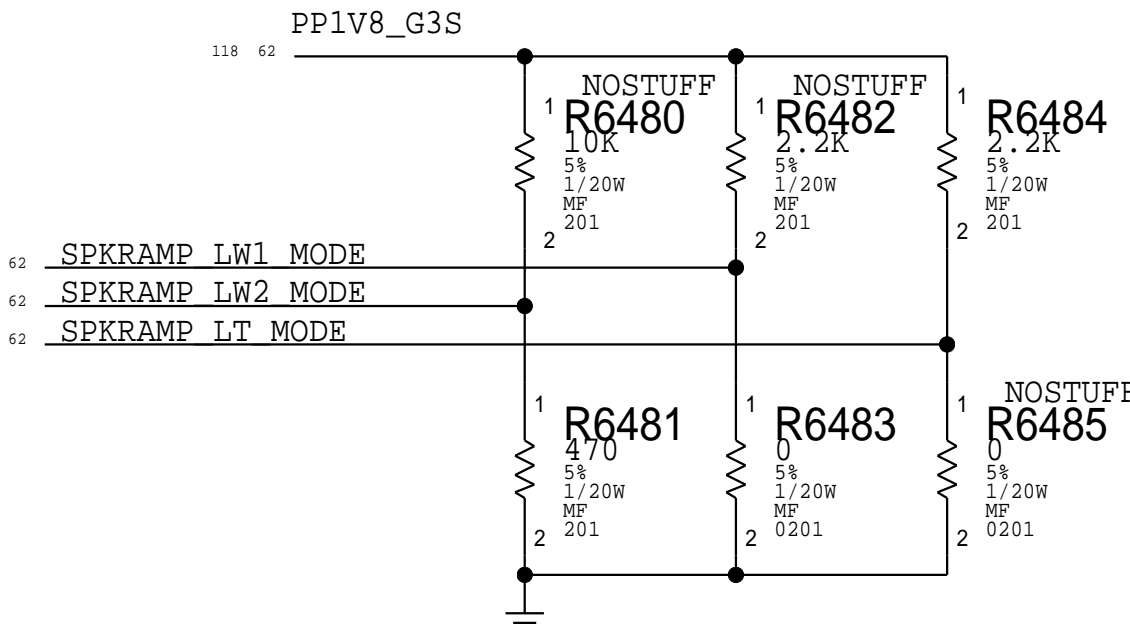 PP1V8_G3S
118 62
NOSTUFF
1
R6480
10K
5%
1/20W
MF
201
2
NOSTUFF
1
R6482
2.2K
5%
1/20W
MF
201
2
1
R6484
2.2K
5%
1/20W
MF
201
2
62 SPKRAMP_LW1_MODE
62 SPKRAMP_LW2_MODE
62 SPKRAMP_LT_MODE
1
R6481
470
5%
1/20W
MF
201
2
1
R6483
0
5%
1/20W
MF
0201
2
NOSTUFF
1
R6485
0
5%
1/20W
MF
0201
2